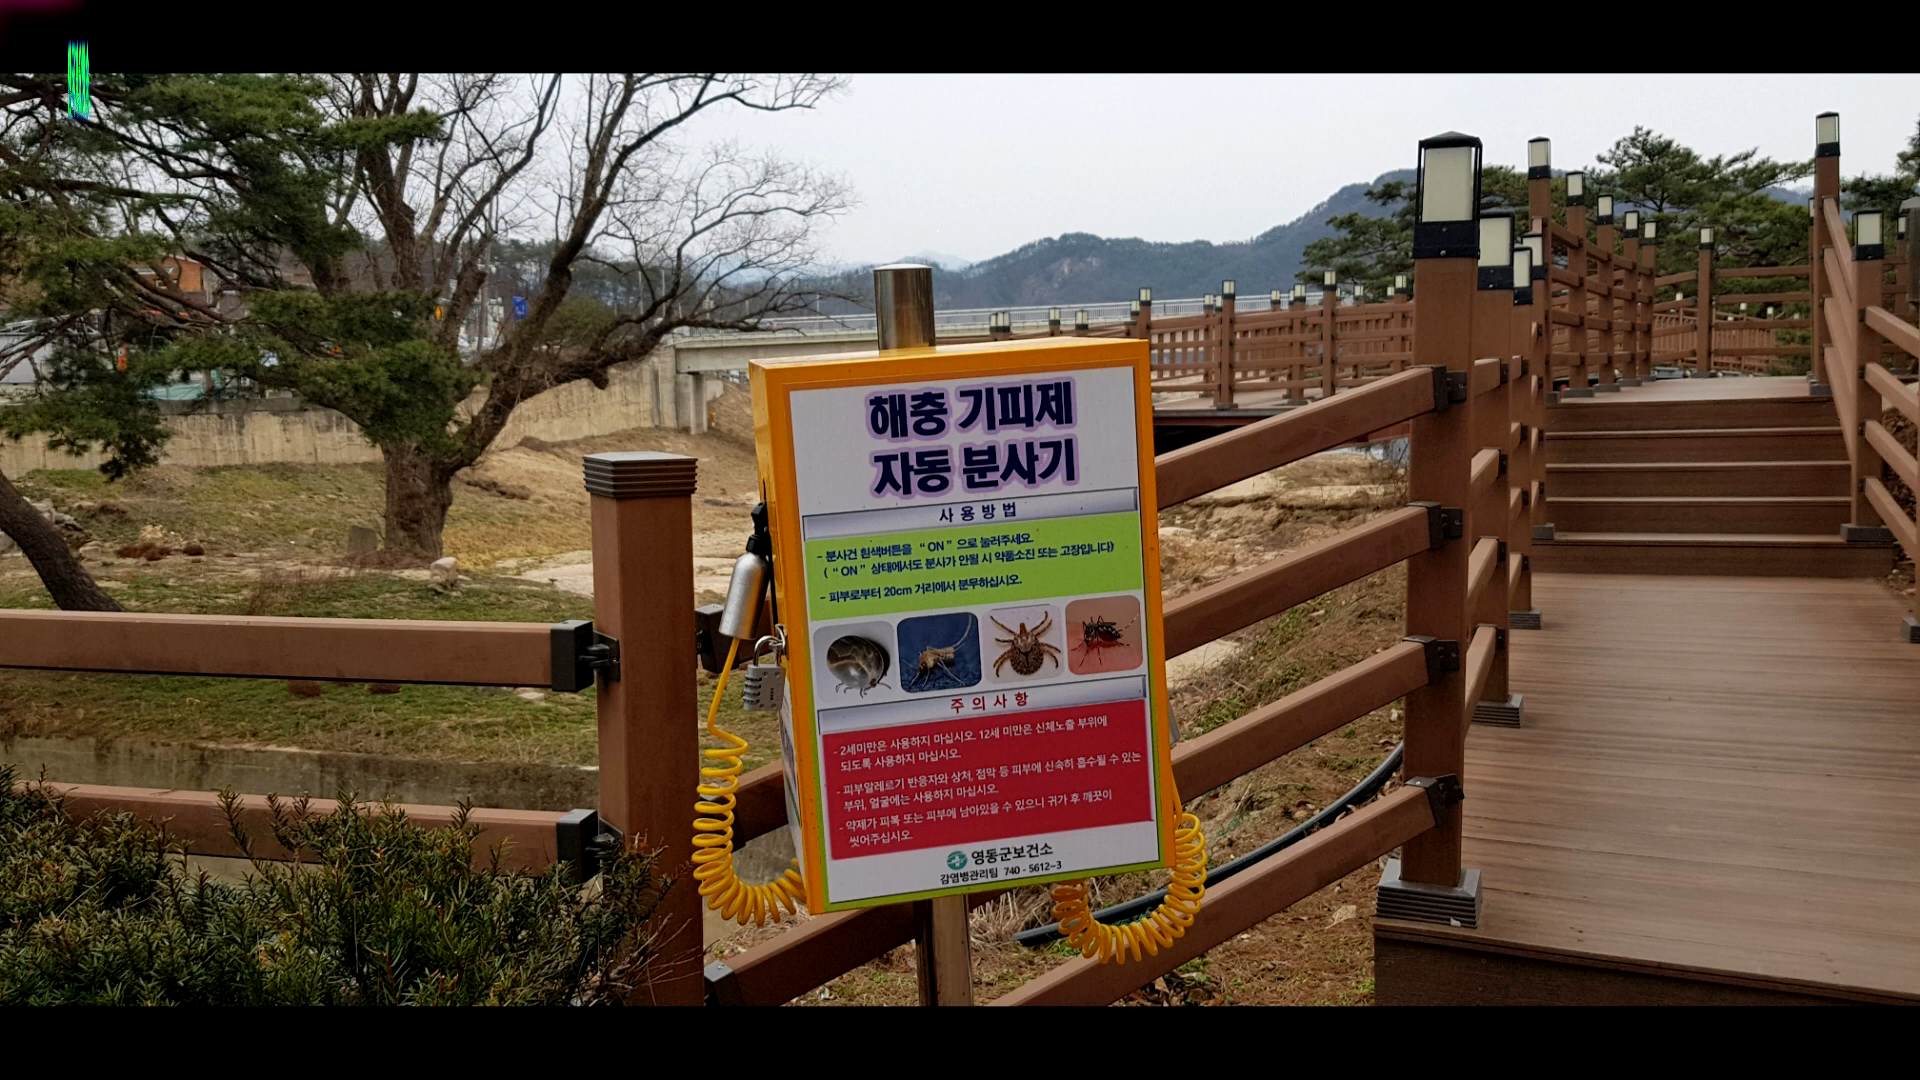 해충 기피제
자동 분사기
사용방법
- 분사건 흰색버튼을 “ON” 으로 눌러주세요.
( “ON” 상태에서도 분사가 안될 시 약품소진 또는 고장입니다)
- 피부로부터 20cm 거리에서 분무하십시오.
주의사항
- 2세미만은 사용하지 마십시오. 12세 미만은 신체노출 부위에
되도록 사용하지 마십시오.
- 피부알레르기 반응자와 상처, 점막 등 피부에 신속히 흡수될 수 있는
부위, 얼굴에는 사용하지 마십시오.
- 약제가 피복 또는 피부에 남아있을 수 있으니 귀가 후 깨끗이
씻어주십시오.
영동군보건소
감염병관리팀 740 - 5612~3